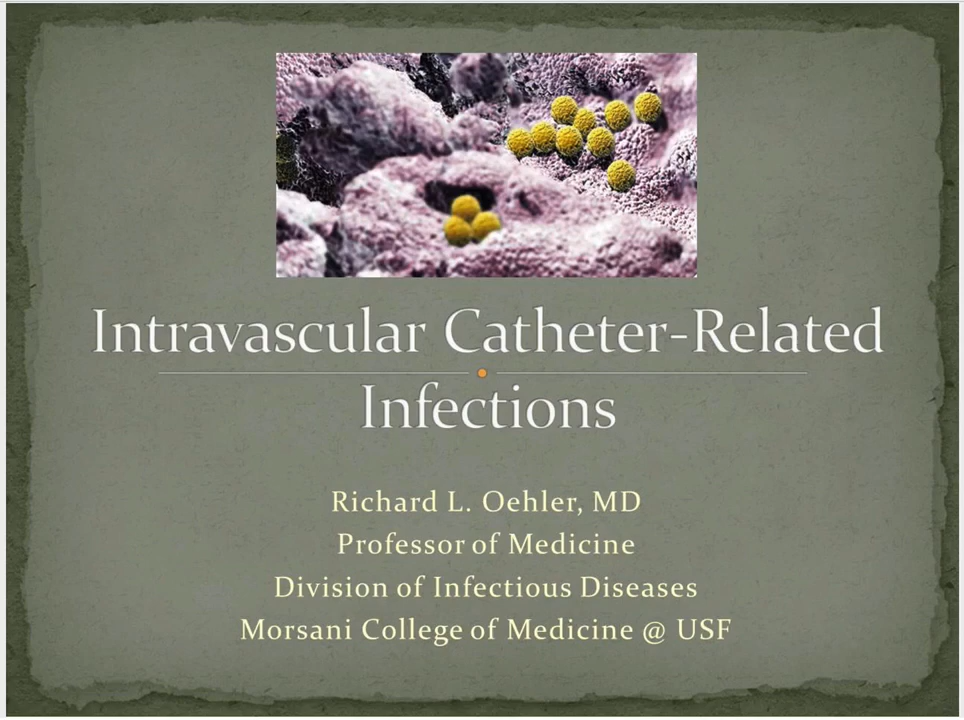 Intravascular Catheter-Related
Infections
Richard L. Oehler, MD
Professor of Medicine
Division of Infectious Diseases
Morsani College of Medicine @ USF